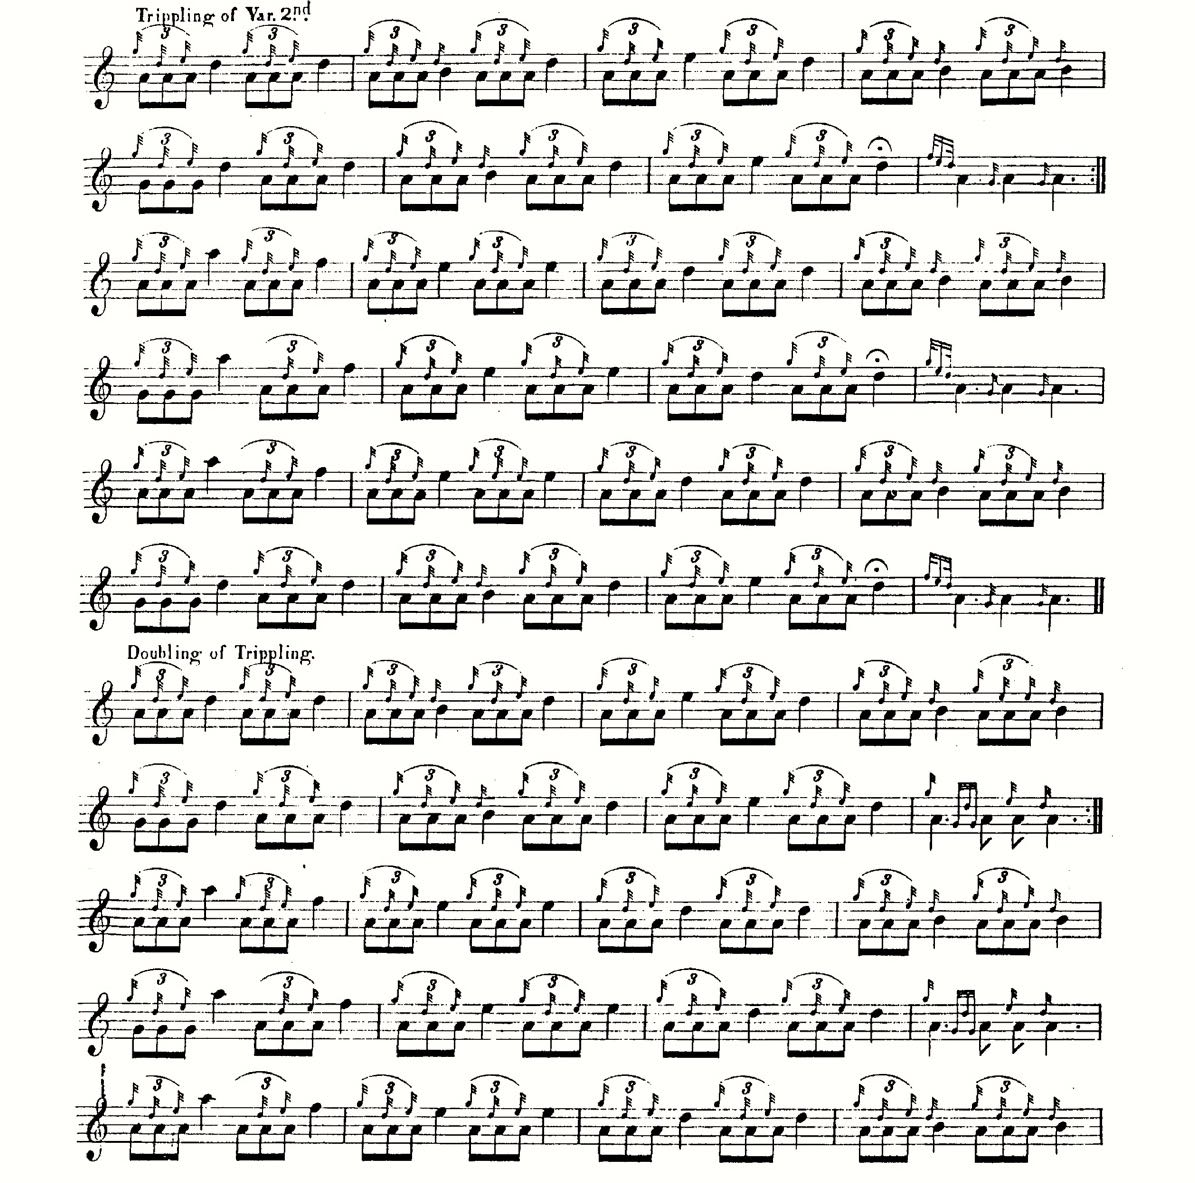 Trippling of Var. 2nd.
Doubling of Trippling.